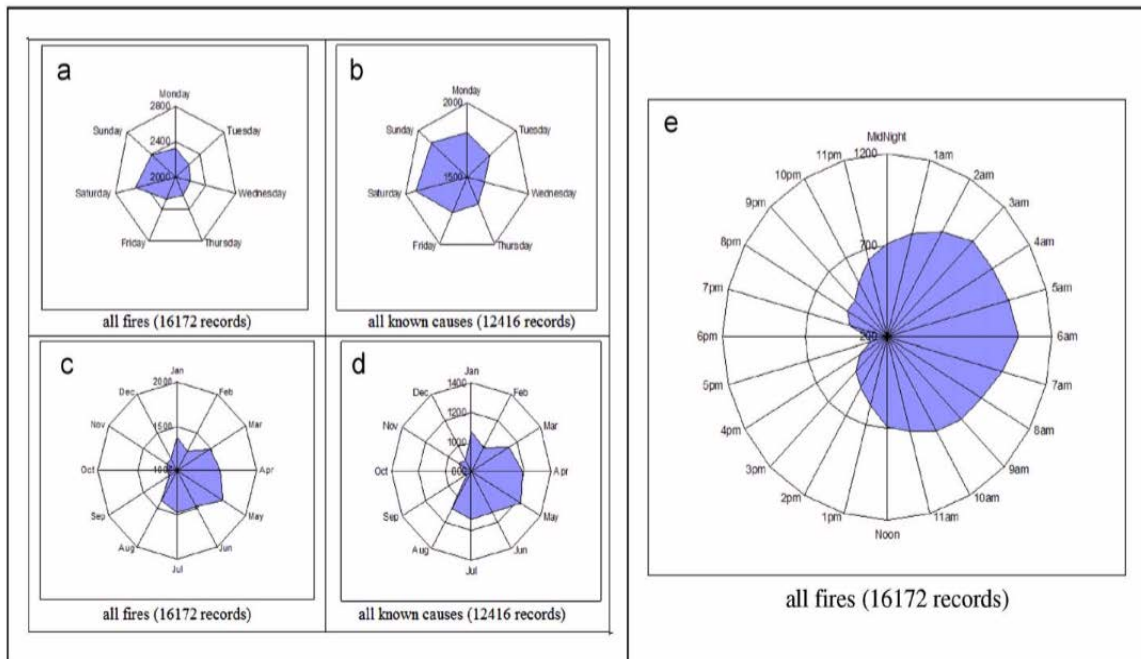 a
Monday
2800
Sunday
Tuesday
2400
Saturday
2000
Wednesday
Friday
Thursday
all fires (16172 records)
b
Monday
2000
Sunday
Tuesday
Saturday
1500
Wednesday
Friday
Thursday
all known causes (12416 records)
c
Jan
2000
Dec
Feb
Nov
1500
Mar
Oct
1000
Apr
Sep
May
Aug
Jun
Jul
all fires (16172 records)
d
Jan
1400
Dec
Feb
1200
Nov
Mar
1000
Oct
800
Apr
Sep
May
Aug
Jun
Jul
all known causes (12416 records)
e
MidNight
1200
11pm
1am
10pm
2am
9pm
3am
8pm
700
4am
7pm
5am
6pm
200
6am
5pm
7am
4pm
8am
3pm
9am
2pm
10am
1pm
11am
Noon
all fires (16172 records)